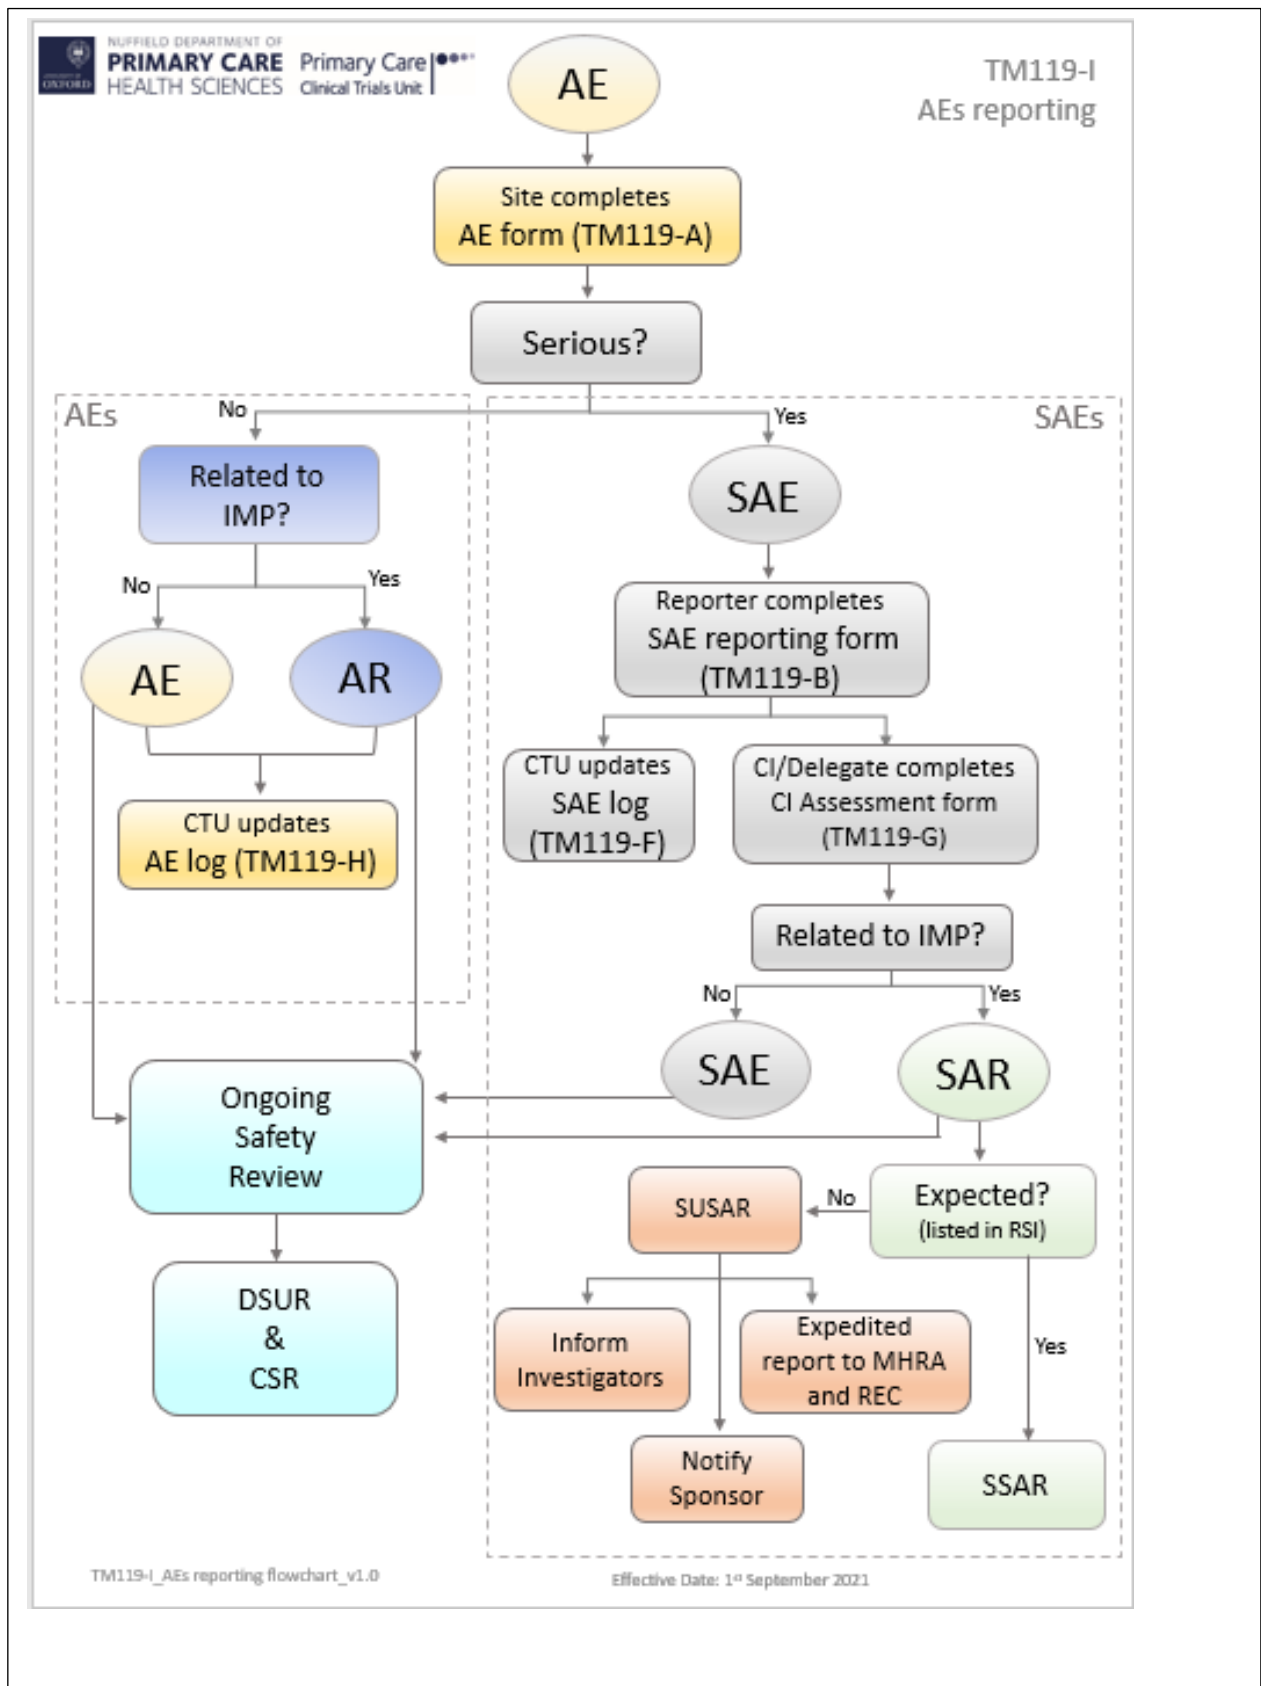 NUFFIELD DEPARTMENT OF
PRIMARY CARE
HEALTH SCIENCES
Primary Care
Clinical Trials Unit
OXFORD
TM119-I
AEs reporting
AE
Site completes
AE form (TM119-A)
Serious?
AEs
No
Yes
SAEs
Related to
IMP?
SAE
No
Yes
Reporter completes
SAE reporting form
(TM119-B)
AE
AR
CTU updates
SAE log
(TM119-F)
CI/Delegate completes
CI Assessment form
(TM119-G)
CTU updates
AE log (TM119-H)
Related to IMP?
No
Yes
SAE
SAR
Ongoing
Safety
Review
SUSAR
No
Expected?
(listed in RSI)
DSUR
&
CSR
Inform
Investigators
Expedited
report to MHRA
and REC
Yes
Notify
Sponsor
SSAR
TM119-I_AEs reporting flowchart_v1.0
Effective Date: 1st September 2021